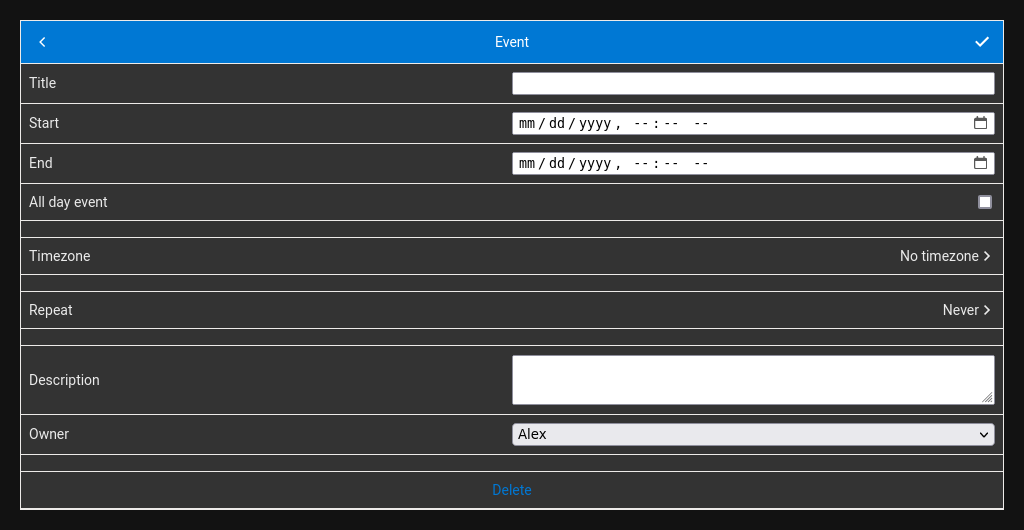 Event
Title
Start mm/dd/yyyy, --:-- --
End mm/dd/yyyy, --:-- --
All day event
Timezone No timezone
Repeat Never
Description
Owner Alex
Delete